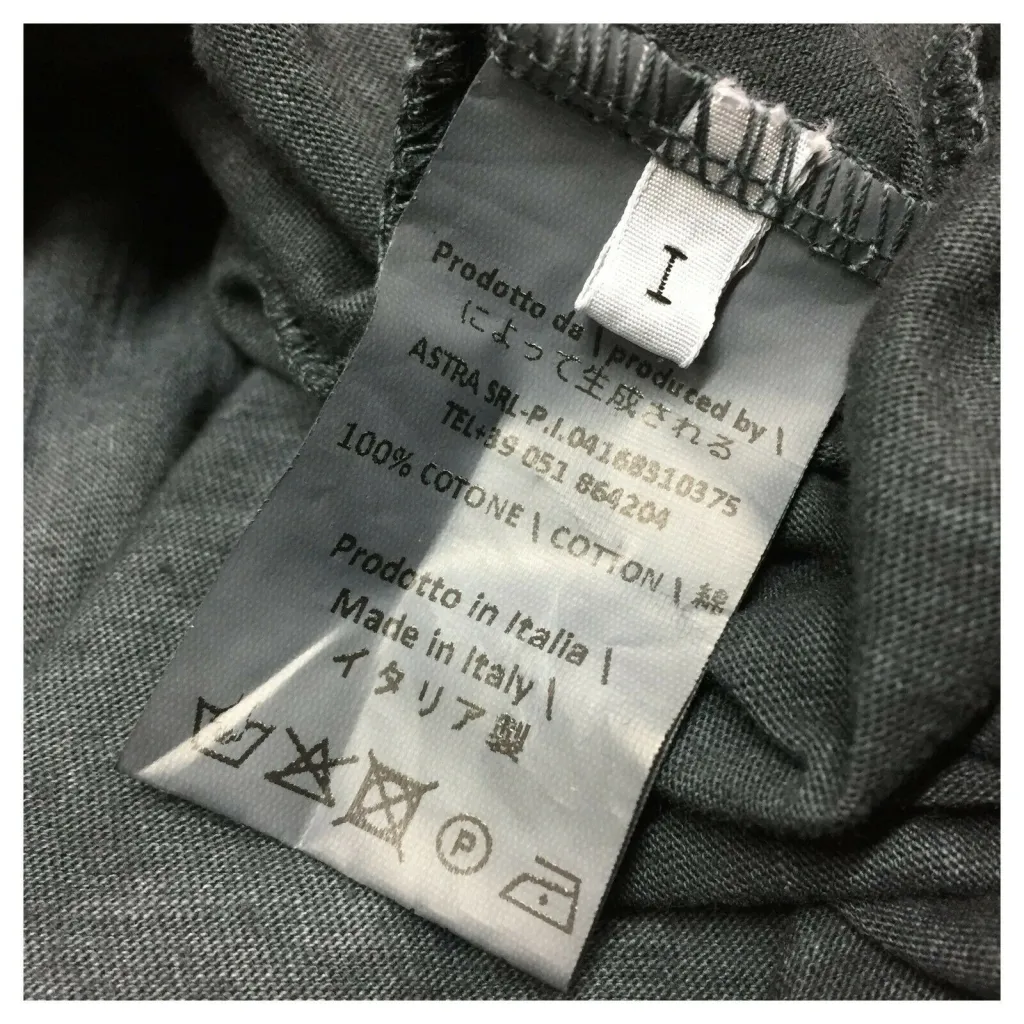 I
Prodotto da \ produced by \
によって生成される
ASTRA SRL-P.I.04168510375
TEL+39 051 864204
100% COTONE \ COTTON \ 綿
Prodotto in Italia \
Made in Italy \
イタリア製
P